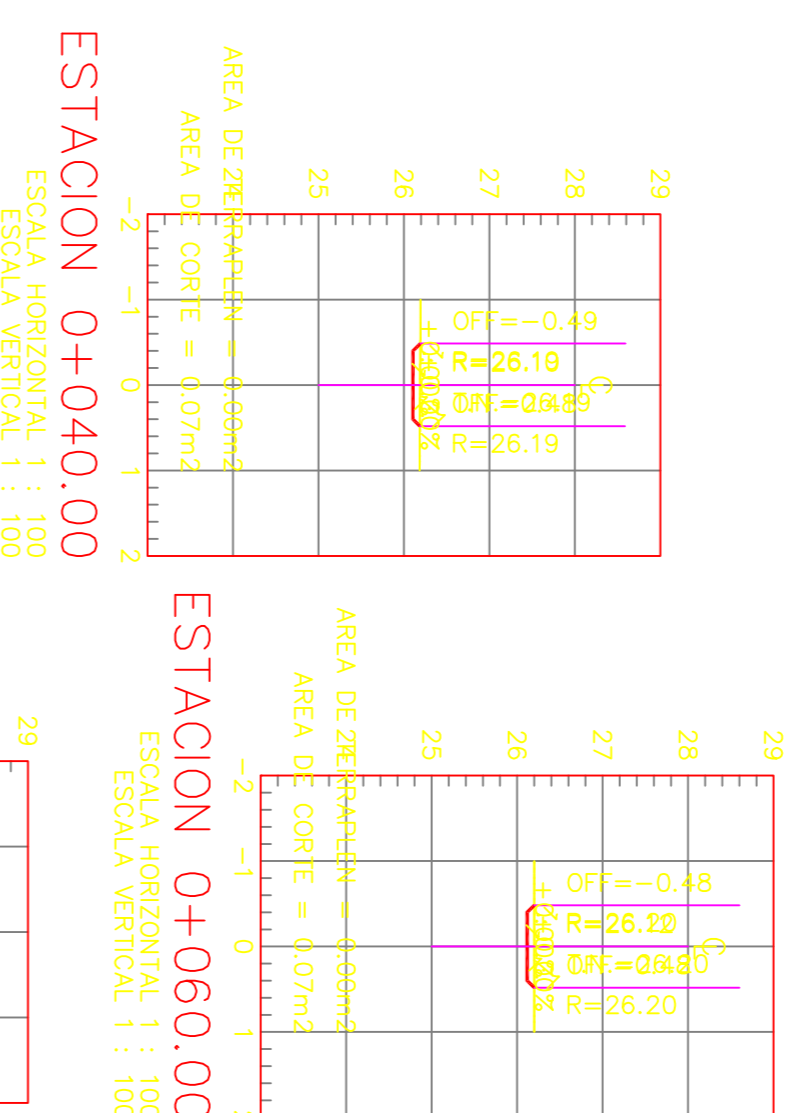 29
28
27
26
25
-2
-1
0
1
2
OFF=-0.49
R=26.19
AREA DE TERRAPLEN = 0.00m2
AREA DE CORTE = 0.07m2
ESTACION 0+040.00
ESCALA HORIZONTAL 1 : 100
ESCALA VERTICAL 1 : 100
29
28
27
26
25
-2
-1
0
1
OFF=-0.48
R=26.20
AREA DE TERRAPLEN = 0.00m2
AREA DE CORTE = 0.07m2
ESTACION 0+060.00
ESCALA HORIZONTAL 1 : 100
ESCALA VERTICAL 1 : 100
29